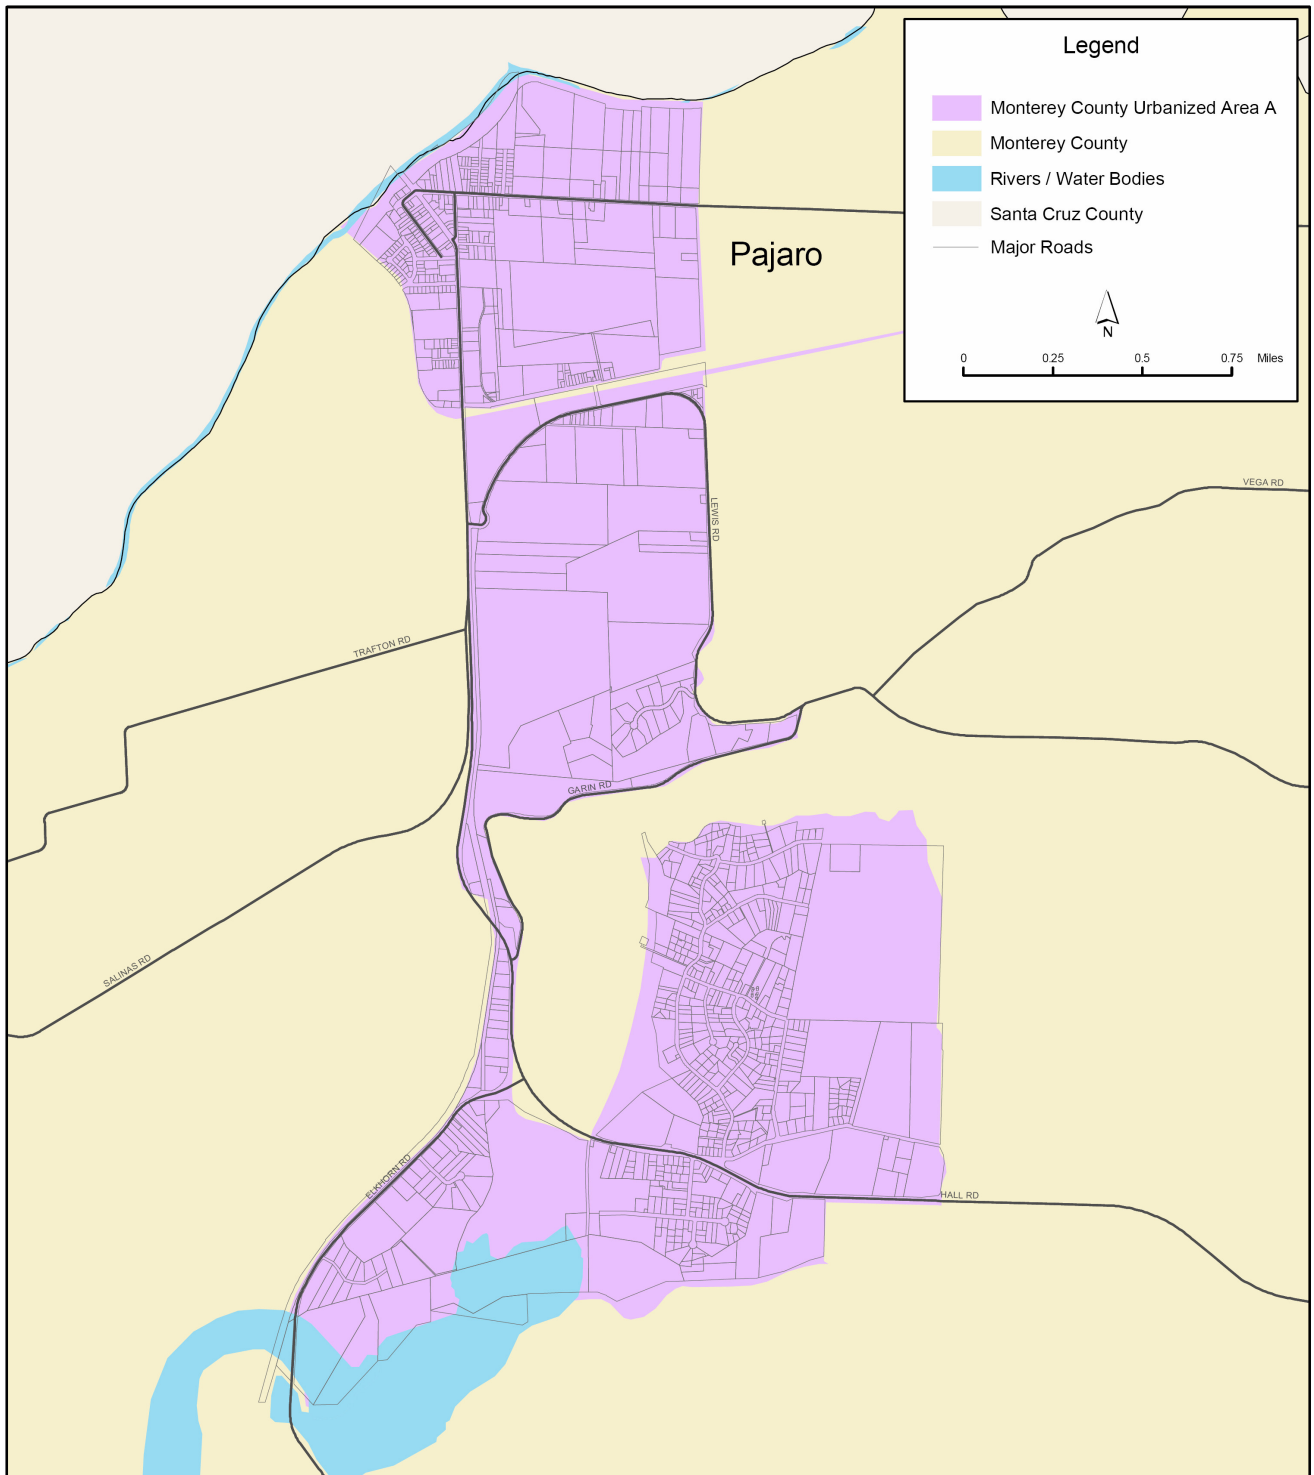 Legend
Monterey County Urbanized Area A
Monterey County
Rivers / Water Bodies
Santa Cruz County
Major Roads
N
0 0.25 0.5 0.75 Miles
Pajaro
VEGA RD
LEWIS RD
TRAFTON RD
GARIN RD
SALINAS RD
ELKHORN RD
HALL RD